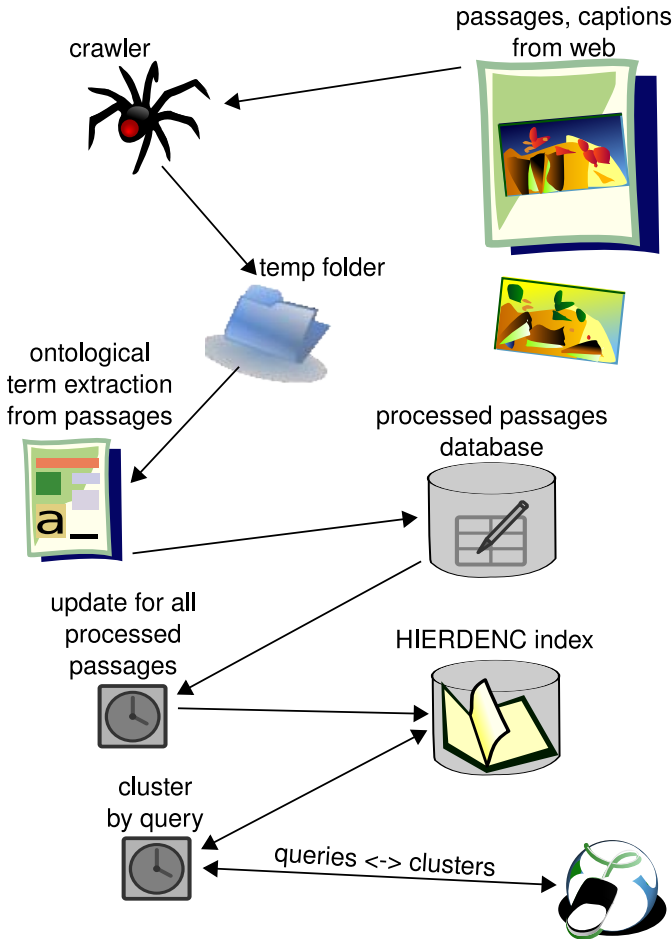 passages, captions
from web
crawler
temp folder
ontological
term extraction
from passages
a
processed passages
database
update for all
processed
passages
HIERDENC index
cluster
by query
queries <-> clusters